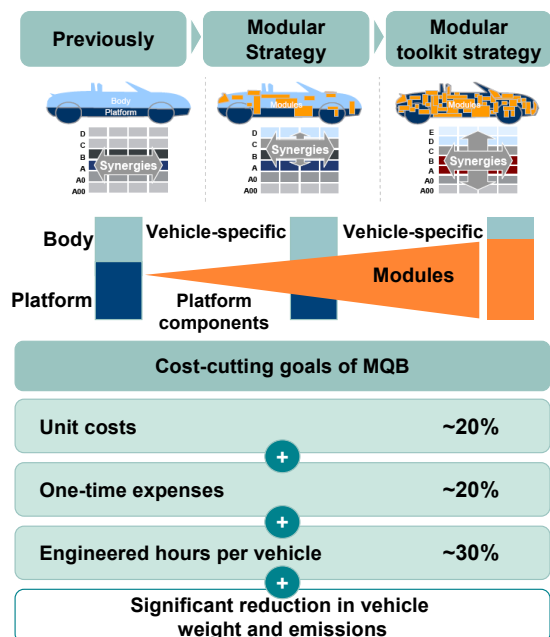 Previously
Modular
Strategy
Modular
toolkit strategy
Body
Platform
Modules
Modules
D
C
B
A
A0
A00
Synergies
D
C
B
A
A0
A00
Synergies
E
D
C
B
A
A0
A00
Synergies
Body
Vehicle-specific
Vehicle-specific
Modules
Platform
Platform
components
Cost-cutting goals of MQB
Unit costs ~20%
+
One-time expenses ~20%
+
Engineered hours per vehicle ~30%
+
Significant reduction in vehicle
weight and emissions